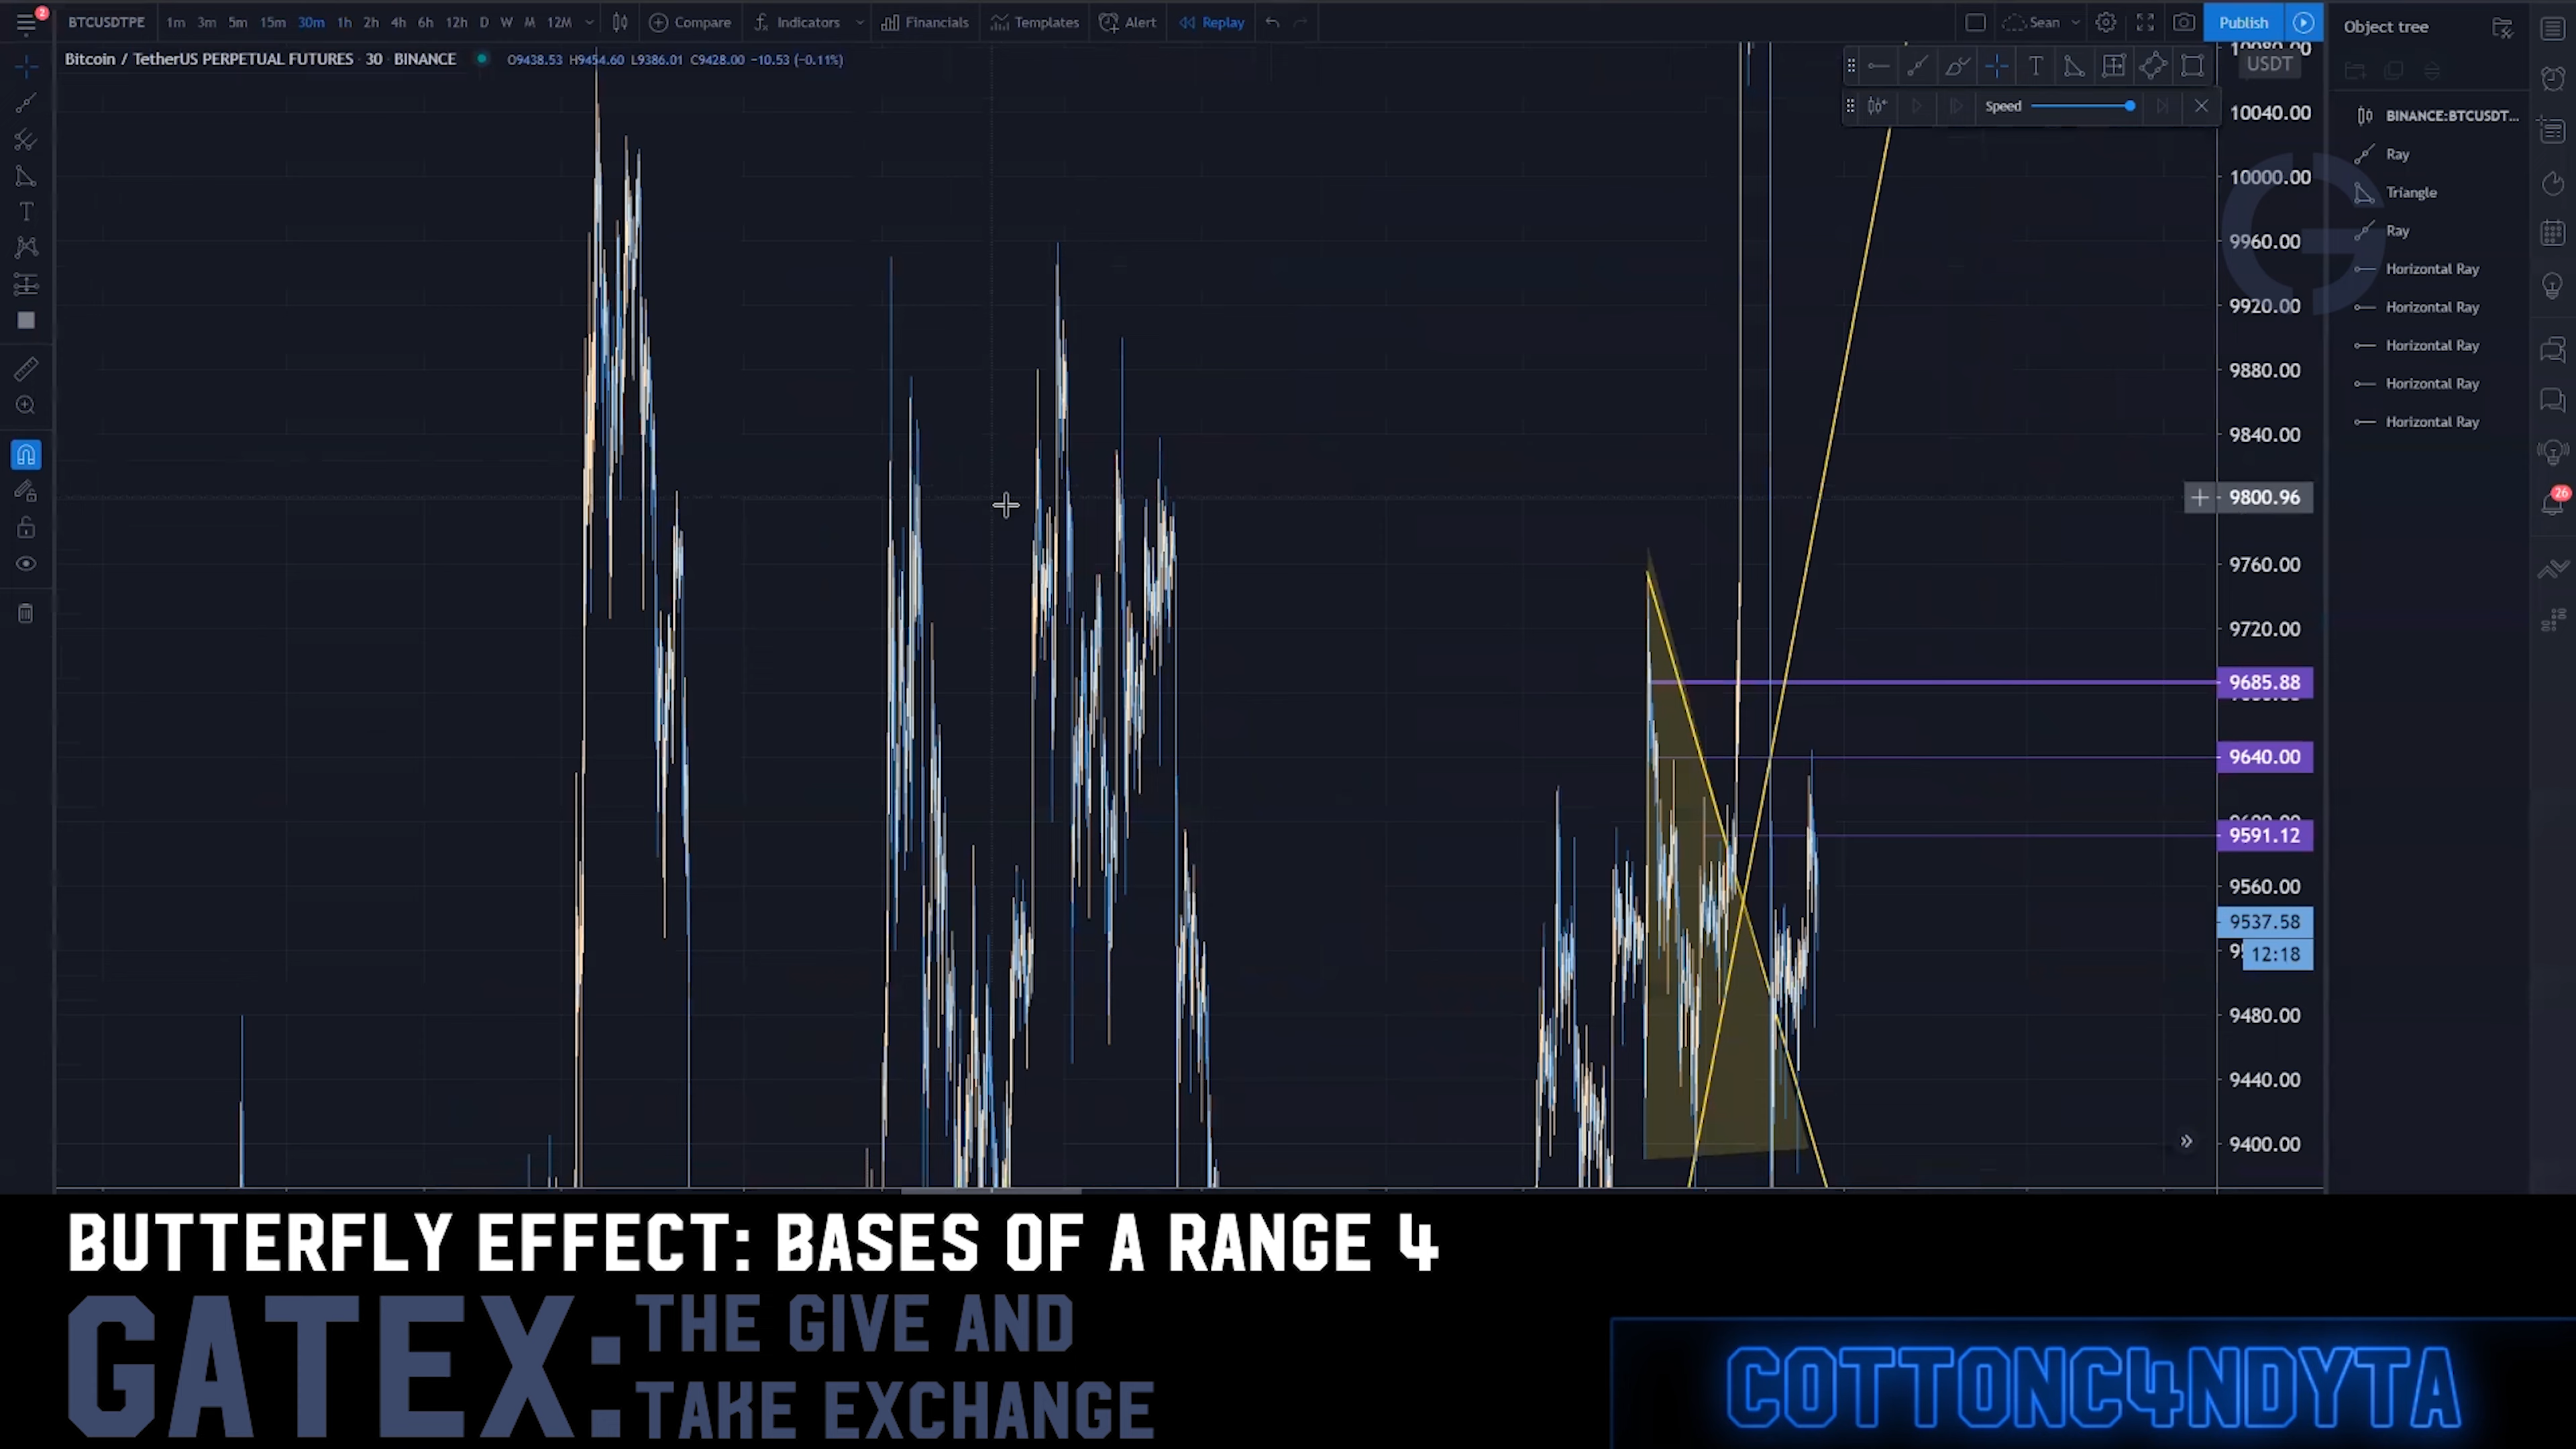 2
BTCUSDTPE 1m 3m 5m 15m 30m 1h 2h 4h 6h 12h D W M 12M Compare Indicators Financials Templates Alert Replay Sean Publish Object tree
Bitcoin / TetherUS PERPETUAL FUTURES · 30 · BINANCE O9438.53 H9454.60 L9386.01 C9428.00 −10.53 (−0.11%)
USDT
Speed
10040.00
10000.00
9960.00
9920.00
9880.00
9840.00
9800.96
9760.00
9720.00
9685.88
9640.00
9591.12
9560.00
9537.58
12:18
9480.00
9440.00
9400.00
BINANCE:BTCUSDT...
Ray
Triangle
Ray
Horizontal Ray
Horizontal Ray
Horizontal Ray
Horizontal Ray
Horizontal Ray
26
G
BUTTERFLY EFFECT: BASES OF A RANGE 4
GATEX: THE GIVE AND
TAKE EXCHANGE
COTTONC4NDYTA